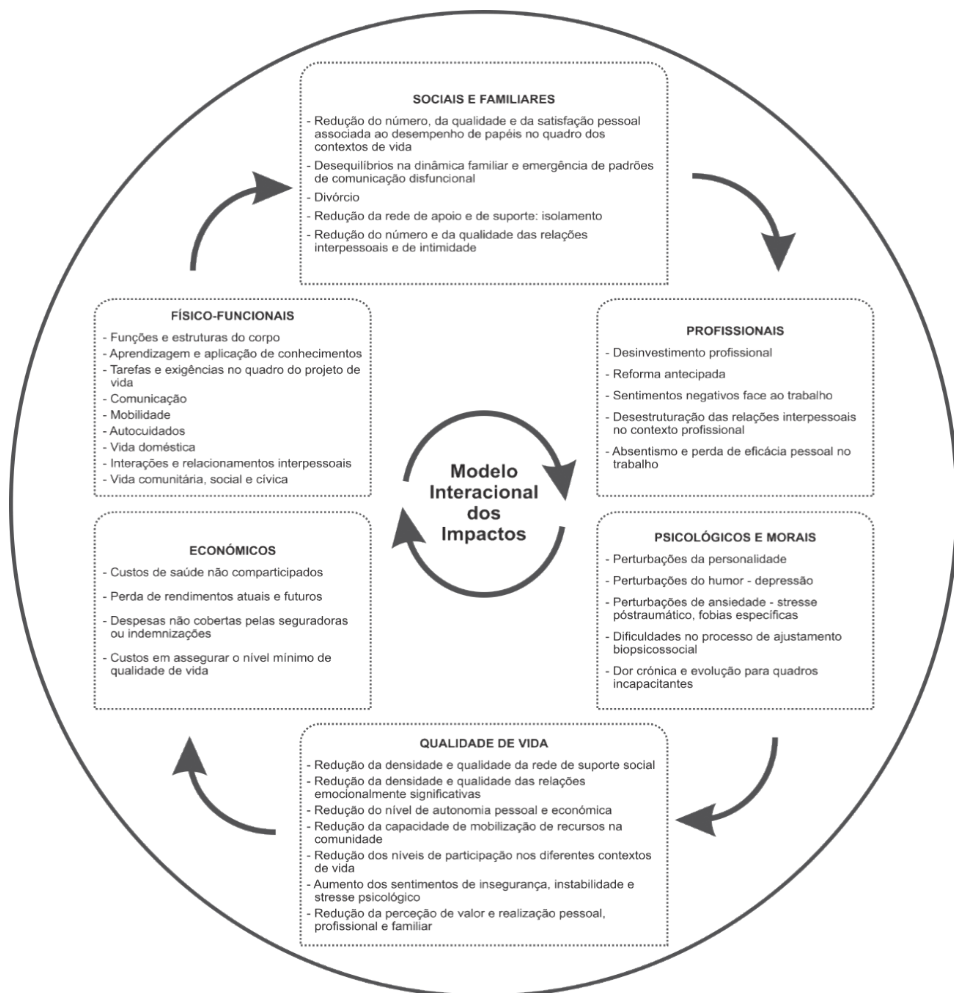 SOCIAIS E FAMILIARES
- Redução do número, da qualidade e da satisfação pessoal
associada ao desempenho de papéis no quadro dos
contextos de vida
- Desequilíbrios na dinâmica familiar e emergência de padrões
de comunicação disfuncional
- Divórcio
- Redução da rede de apoio e de suporte: isolamento
- Redução do número e da qualidade das relações
interpessoais e de intimidade
FÍSICO-FUNCIONAIS
- Funções e estruturas do corpo
- Aprendizagem e aplicação de conhecimentos
- Tarefas e exigências no quadro do projeto de
vida
- Comunicação
- Mobilidade
- Autocuidados
- Vida doméstica
- Interações e relacionamentos interpessoais
- Vida comunitária, social e cívica
PROFISSIONAIS
- Desinvestimento profissional
- Reforma antecipada
- Sentimentos negativos face ao trabalho
- Desestruturação das relações interpessoais
no contexto profissional
- Absentismo e perda de eficácia pessoal no
trabalho
Modelo
Interacional
dos
Impactos
ECONÓMICOS
- Custos de saúde não comparticipados
- Perda de rendimentos atuais e futuros
- Despesas não cobertas pelas seguradoras
ou indemnizações
- Custos em assegurar o nível mínimo de
qualidade de vida
PSICOLÓGICOS E MORAIS
- Perturbações da personalidade
- Perturbações do humor - depressão
- Perturbações de ansiedade - stresse
póstraumático, fobias especificas
- Dificuldades no processo de ajustamento
biopsicossocial
- Dor crónica e evolução para quadros
incapacitantes
QUALIDADE DE VIDA
- Redução da densidade e qualidade da rede de suporte social
- Redução da densidade e qualidade das relações
emocionalmente significativas
- Redução do nível de autonomia pessoal e económica
- Redução da capacidade de mobilização de recursos na
comunidade
- Redução dos níveis de participação nos diferentes contextos
de vida
- Aumento dos sentimentos de insegurança, instabilidade e
stresse psicológico
- Redução da perceção de valor e realização pessoal,
profissional e familiar